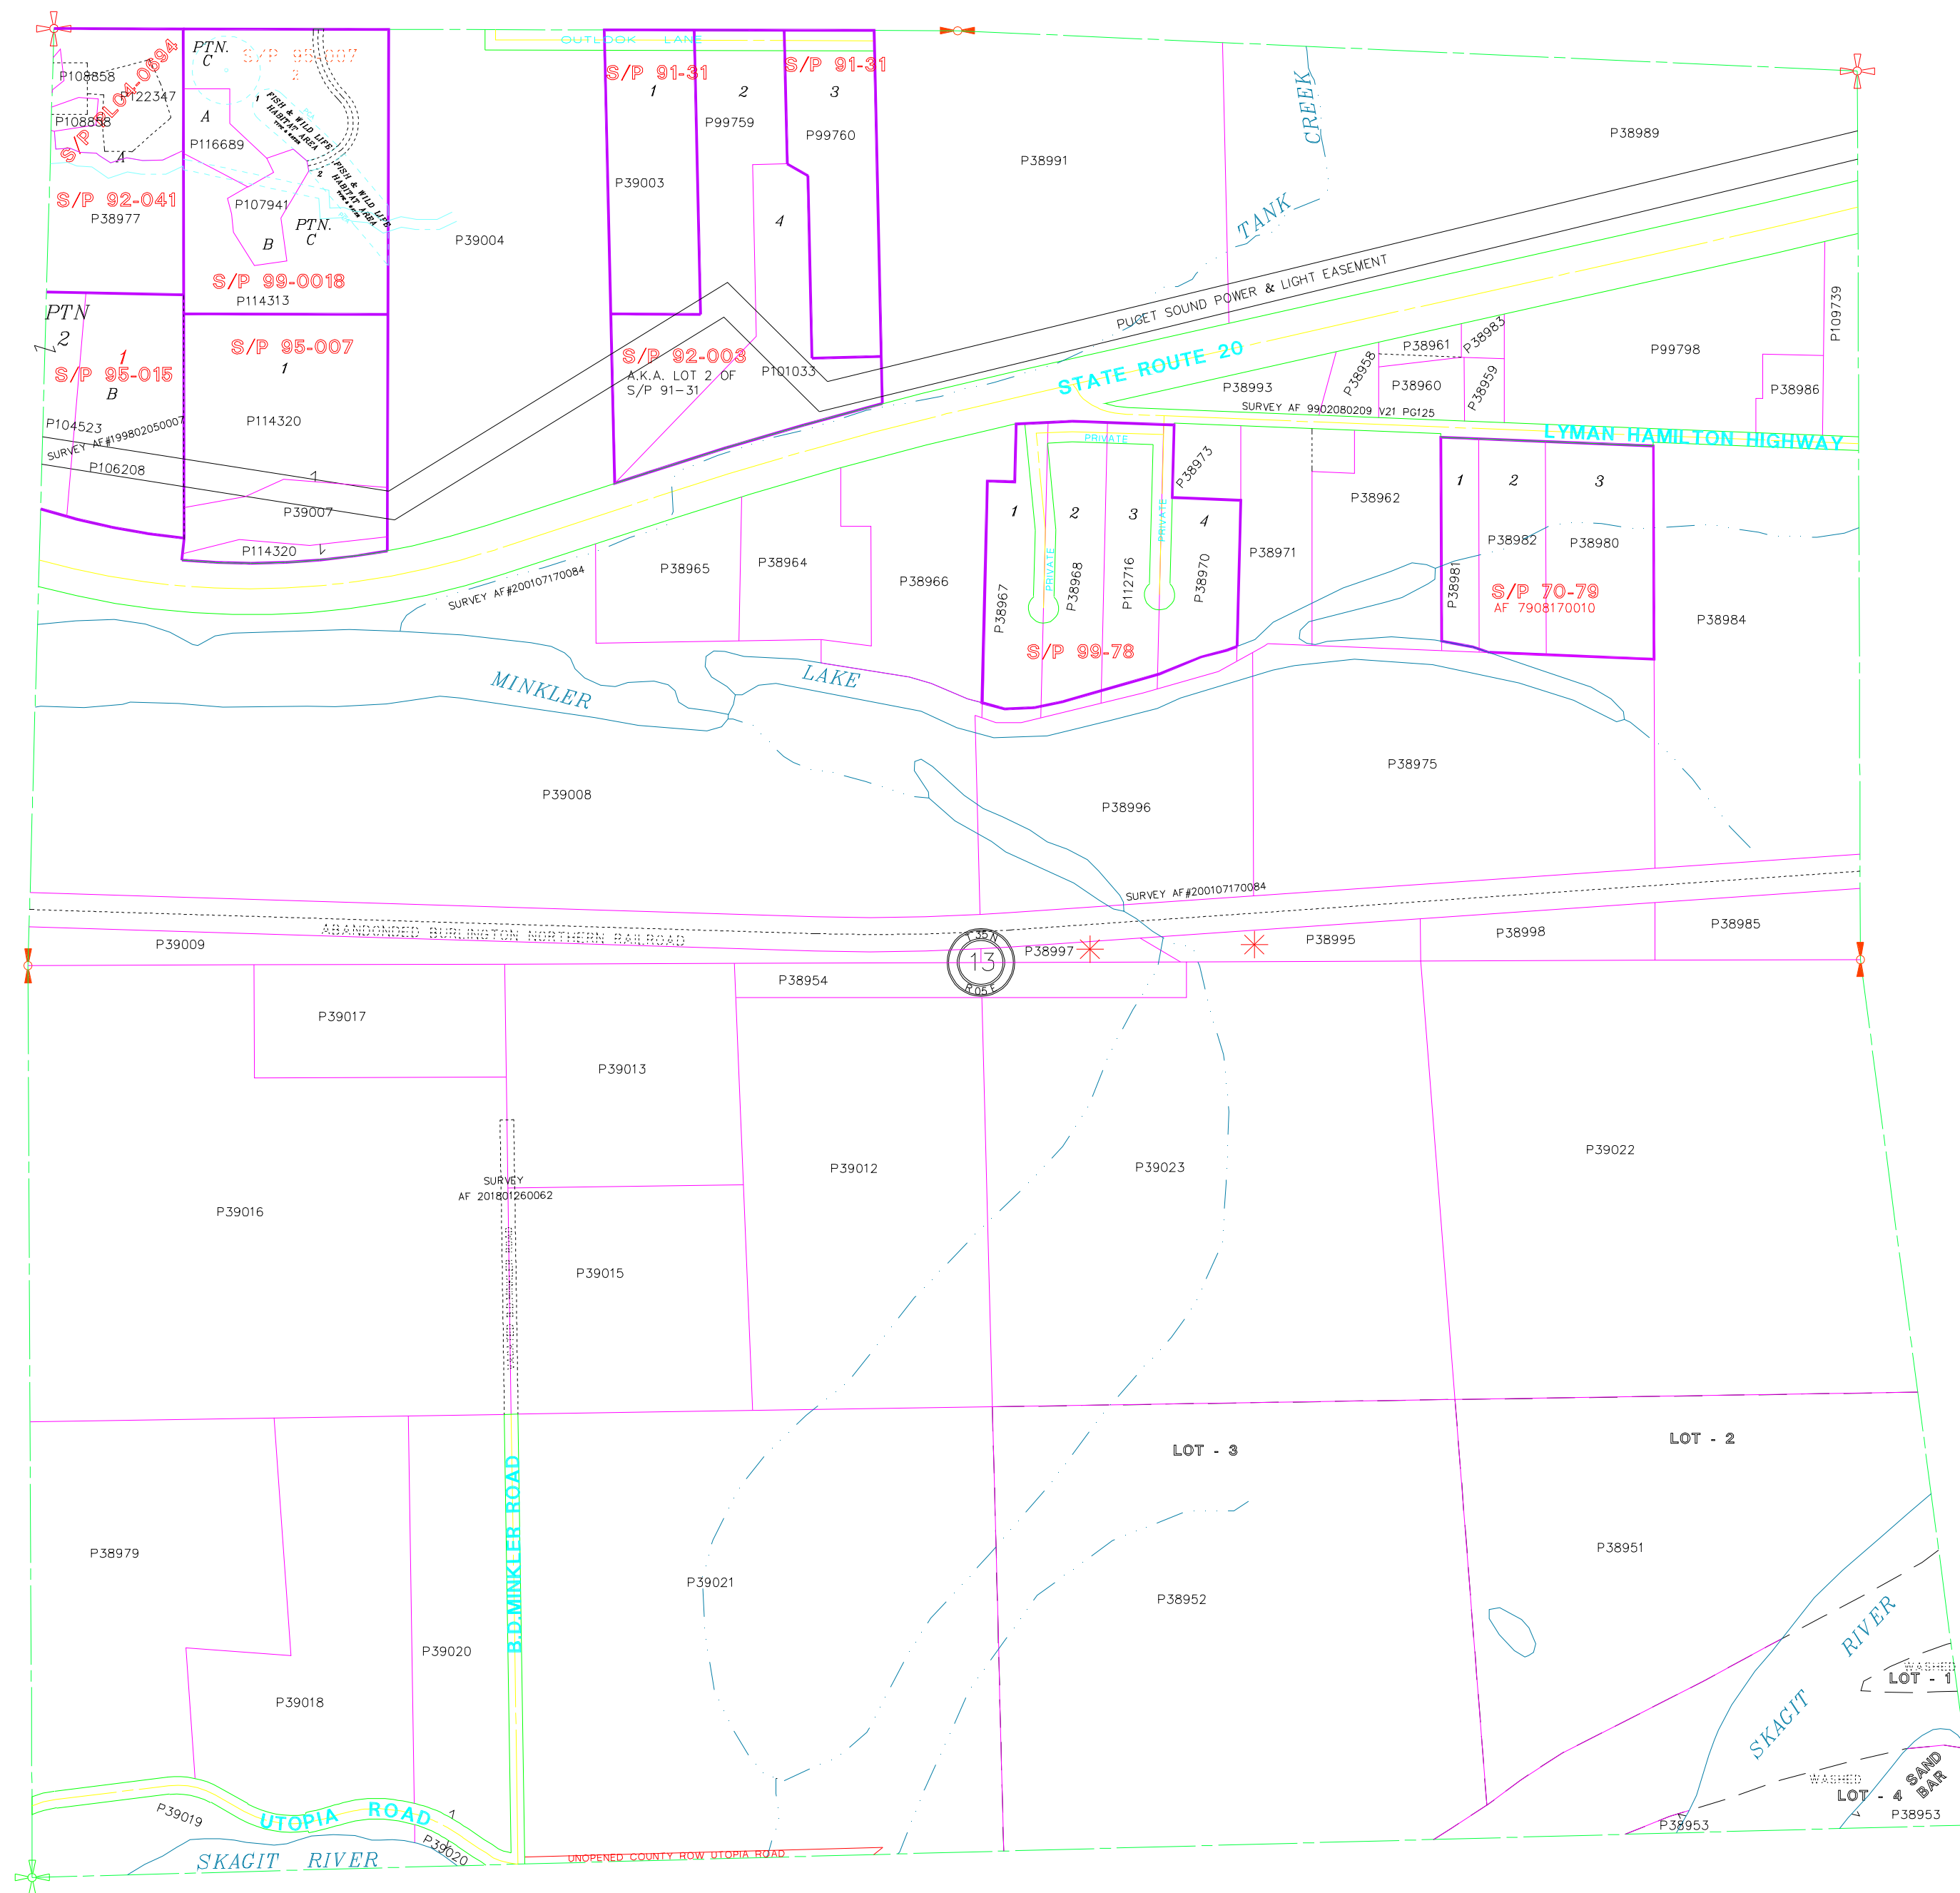 PTN.
C
S/P 95-007
2
OUTLOOK LANE
S/P 91-31
S/P 91-31
P108858
P122347
S/P PL04-0694
1
FISH & WILD LIFE
HABITAT AREA
1
2
3
P99759
P99760
CREEK
P38989
P108858
A
P116689
A
P38991
2
FISH & WILD LIFE
HABITAT AREA
P39003
S/P 92-041
P38977
P107941
PTN.
C
B
P39004
4
TANK
S/P 99-0018
P114313
PUGET SOUND POWER & LIGHT EASEMENT
P109739
PTN
2
1
S/P 95-015
B
S/P 95-007
1
S/P 92-003
A.K.A. LOT 2 OF
S/P 91-31
P101033
STATE ROUTE 20
P38993
P38958
P38961
P38983
P38960
P38959
P99798
P38986
SURVEY AF 9902080209 V21 PG125
LYMAN HAMILTON HIGHWAY
P104523
SURVEY AF#199802050007
P106208
P114320
P39007
P114320
PRIVATE
P38973
1
2
3
4
PRIVATE
PRIVATE
P38962
1
2
3
P38982
P38980
P38981
P38965
P38964
P38966
P38967
P38968
P112716
P38970
P38971
SURVEY AF#200107170084
S/P 70-79
AF 7908170010
P38984
S/P 99-78
MINKLER
LAKE
P39008
P38996
P38975
SURVEY AF#200107170084
ABANDONED BURLINGTON NORTHERN RAILROAD
P39009
T.35N
13
R.05E
P38997
P38995
P38998
P38985
P38954
P39017
P39013
P39012
P39023
P39022
SURVEY
AF 201801260062
P39016
P39015
LOT - 3
LOT - 2
B.D.MINKLER ROAD
P38979
P39021
P38952
P38951
P39020
P39018
SKAGIT RIVER
WASHED
LOT - 1
WASHED
LOT - 4
SAND
BAR
P38953
P38953
P39019
UTOPIA ROAD
P39020
SKAGIT RIVER
UNOPENED COUNTY ROW UTOPIA ROAD